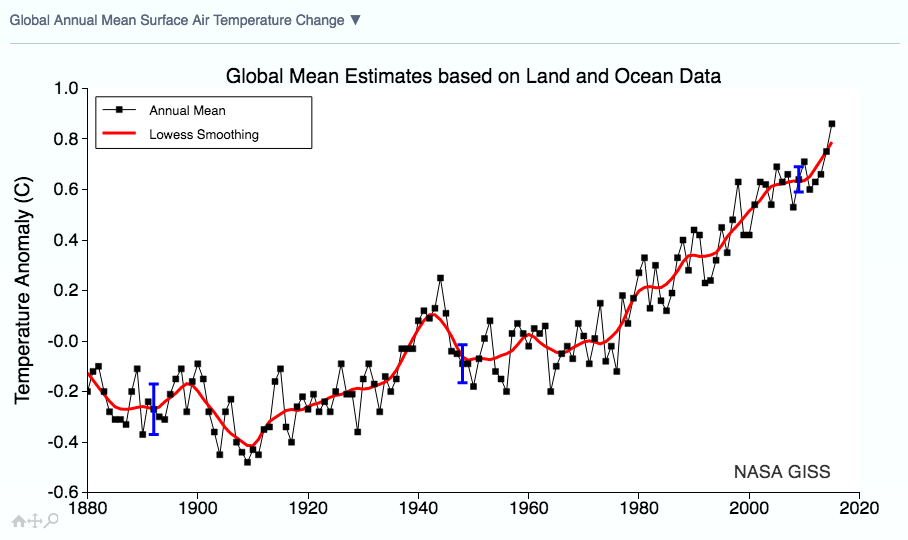 Global Annual Mean Surface Air Temperature Change ▼
Global Mean Estimates based on Land and Ocean Data
Annual Mean
Lowess Smoothing
Temperature Anomaly (C)
1.0
0.8
0.6
0.4
0.2
-0.0
-0.2
-0.4
-0.6
NASA GISS
1880 1900 1920 1940 1960 1980 2000 2020